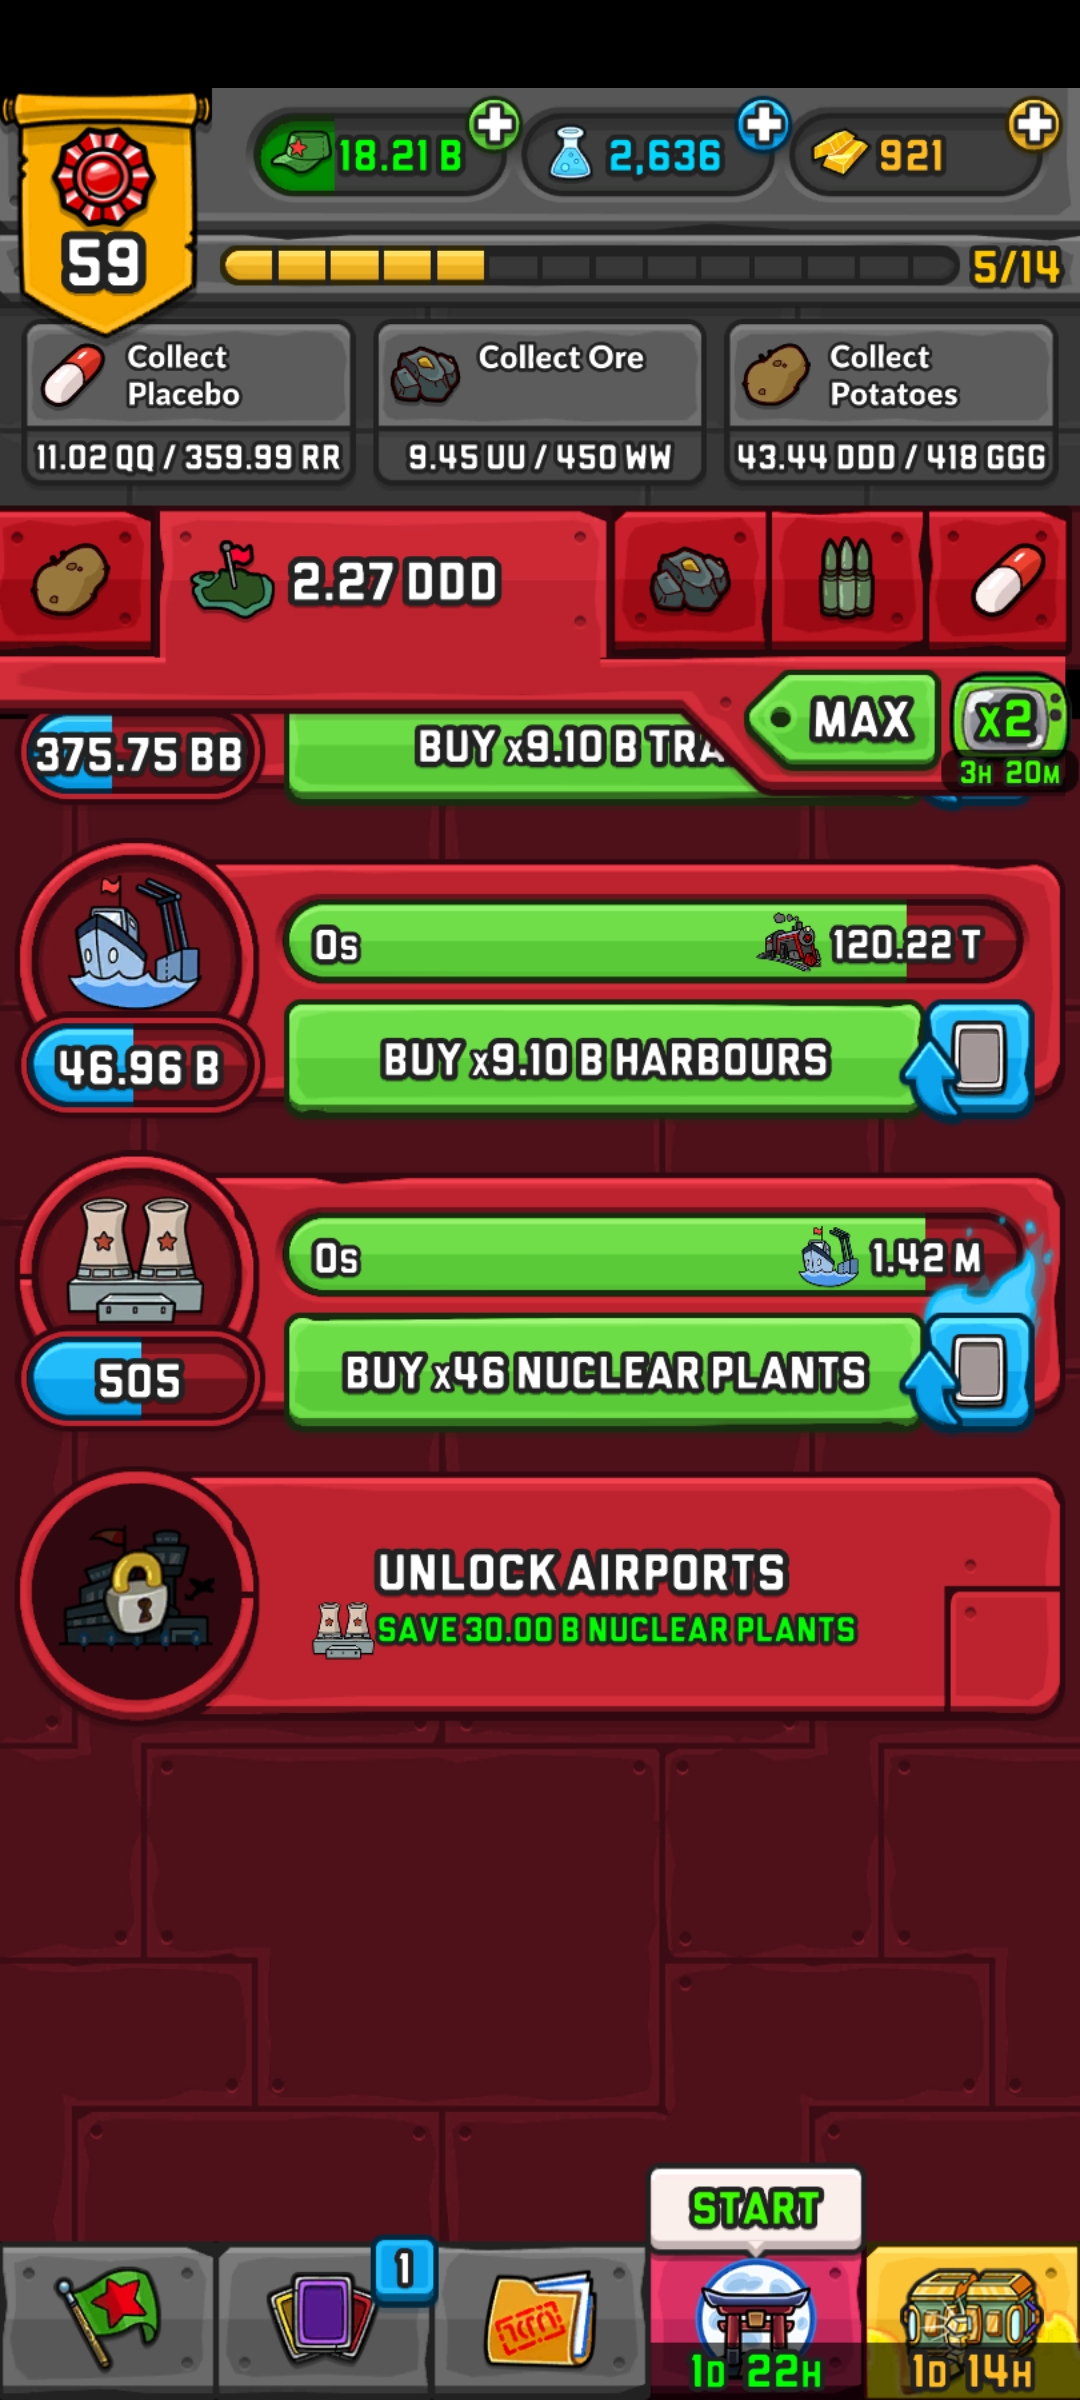 18.21 B
2,636
921
59
5/14
Collect Placebo
11.02 QQ / 359.99 RR
Collect Ore
9.45 UU / 450 WW
Collect Potatoes
43.44 DDD / 418 GGG
2.27 DDD
MAX
x2
3H 20M
375.75 BB
BUY x9.10 B TRA
0s
120.22 T
46.96 B
BUY x9.10 B HARBOURS
0s
1.42 M
505
BUY x46 NUCLEAR PLANTS
UNLOCK AIRPORTS
SAVE 30.00 B NUCLEAR PLANTS
START
1
1D 22H
1D 14H